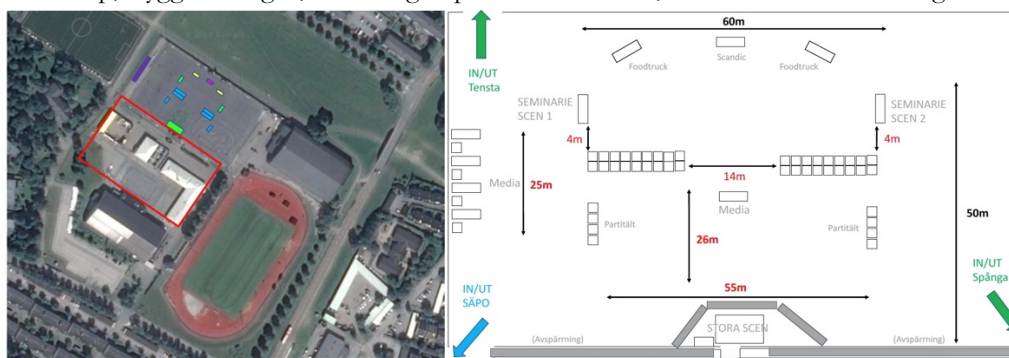 60m
Scandic
Foodtruck
Foodtruck
IN/UT
Tensta
SEMINARIE
SCEN 1
SEMINARIE
SCEN 2
4m
4m
14m
Media
25m
Media
50m
Partitält
Partitält
26m
IN/UT
Spånga
IN/UT
SÄPO
55m
STORA SCEN
(Avspärrning)
(Avspärrning)